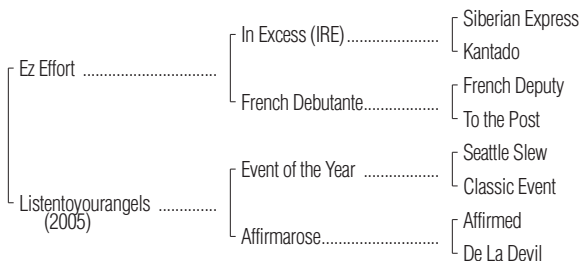 Siberian Express
In Excess (IRE)....................
Kantado
Ez Effort .............................
French Deputy
French Debutante................
To the Post
Seattle Slew
Event of the Year ................
Classic Event
Listentoyourangels .............
(2005)
Affirmed
Affirmarose.........................
De La Devil